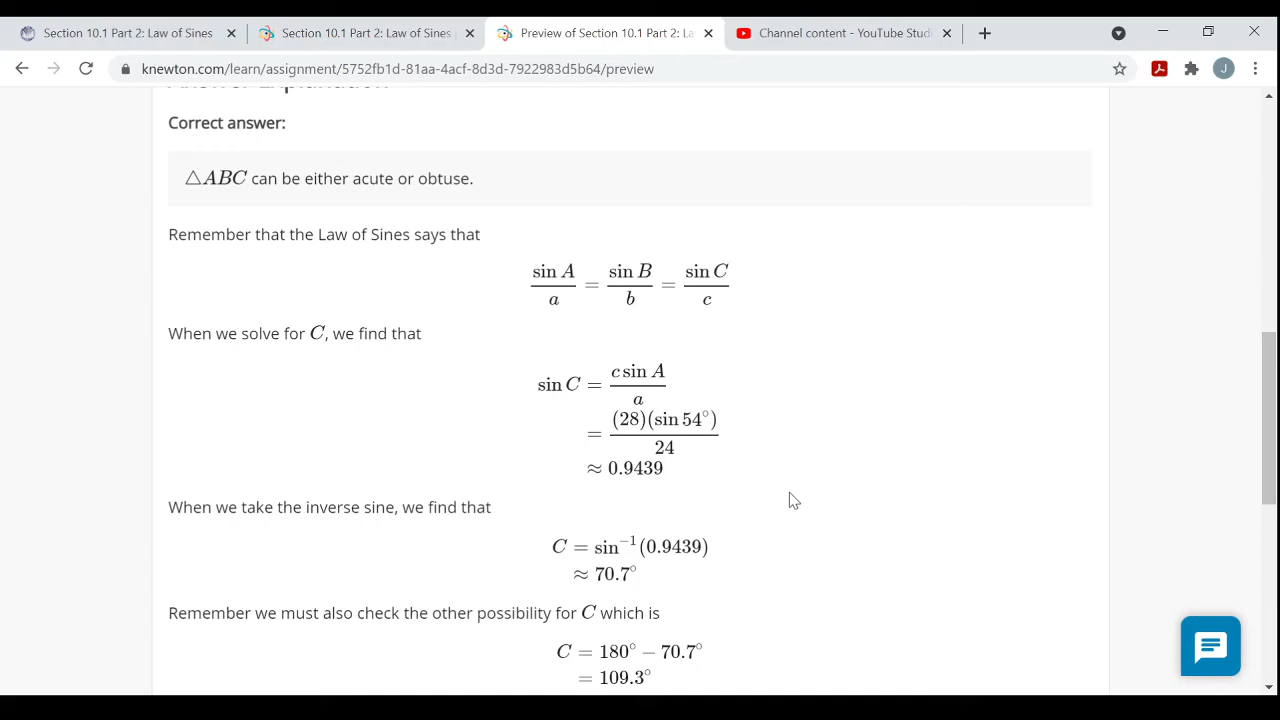 Section 10.1 Part 2: Law of Sines
Section 10.1 Part 2: Law of Sines
Preview of Section 10.1 Part 2: La
Channel content - YouTube Studi
knewton.com/learn/assignment/5752fb1d-81aa-4acf-8d3d-7922983d5b64/preview
J
Answer Explanation
Correct answer:
△ABC can be either acute or obtuse.
Remember that the Law of Sines says that
sin A / a = sin B / b = sin C / c
When we solve for C, we find that
sin C = c sin A / a
= (28)(sin 54°) / 24
≈ 0.9439
When we take the inverse sine, we find that
C = sin⁻¹(0.9439)
≈ 70.7°
Remember we must also check the other possibility for C which is
C = 180° − 70.7°
= 109.3°